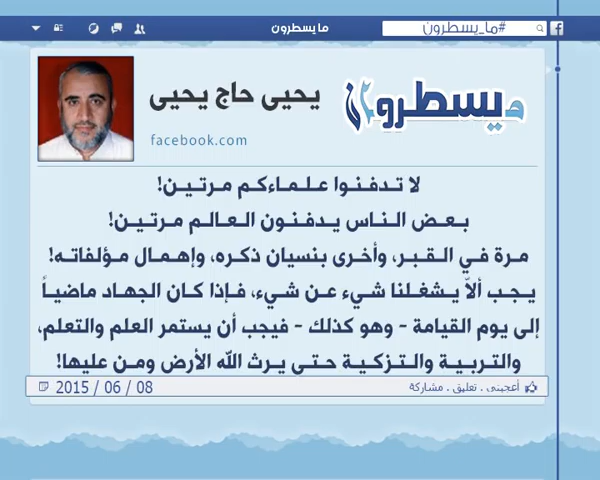 ما يسطرون
#ما_يسطرون
ما يسطرون
يحيى حاج يحيى
facebook.com
لا تدفنوا علماءكم مرتين!
بعض الناس يدفنون العالم مرتين!
مرة في القبر، وأخرى بنسيان ذكره، وإهمال مؤلفاته!
يجب ألاّ يشغلنا شيء عن شيء، فإذا كان الجهاد ماضياً
إلى يوم القيامة - وهو كذلك - فيجب أن يستمر العلم والتعلم،
والتربية والتزكية حتى يرث الله الأرض ومن عليها!
أعجبني . تعليق . مشاركة
2015 / 06 / 08